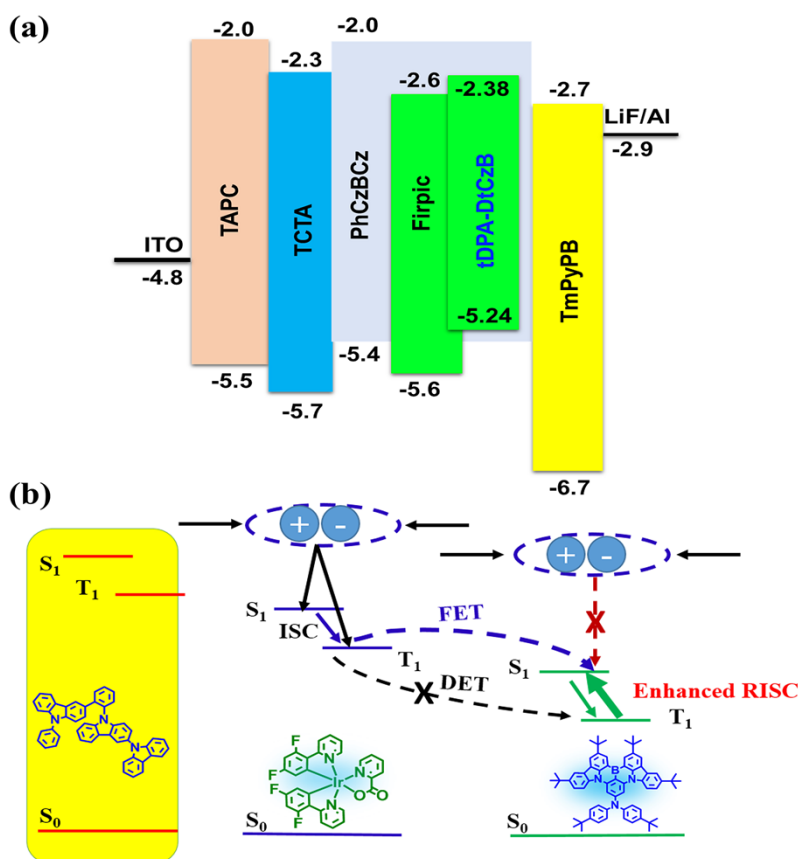 (a)
-2.0
-2.0
-2.3
-2.6
-2.38
-2.7
LiF/Al
-2.9
ITO
-4.8
TAPC
TCTA
PhCzBCz
Firpic
tDPA-DtCzB
TmPyPB
-5.24
-5.4
-5.5
-5.6
-5.7
-6.7
(b)
+ -
+ -
S1
T1
S1
ISC
FET
X
T1
DET
X
S1
Enhanced RISC
T1
F
F
F
F
N
N
N
N
N
N
N
Ir
O
O
B
N
N
N
S0
S0
S0